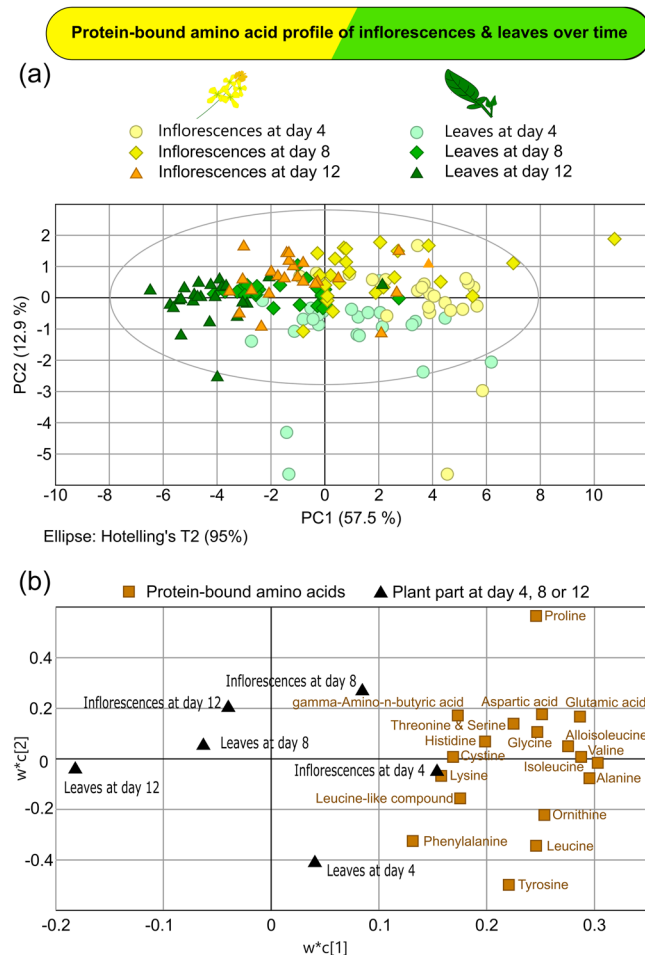 Protein-bound amino acid profile of inflorescences & leaves over time
(a)
Inflorescences at day 4
Inflorescences at day 8
Inflorescences at day 12
Leaves at day 4
Leaves at day 8
Leaves at day 12
3
2
1
0
-1
-2
-3
-4
-5
-6
PC2 (12.9 %)
-10 -8 -6 -4 -2 0 2 4 6 8 10
PC1 (57.5 %)
Ellipse: Hotelling's T2 (95%)
(b)
Protein-bound amino acids
Plant part at day 4, 8 or 12
Proline
Inflorescences at day 8
gamma-Amino-n-butyric acid
Aspartic acid
Glutamic acid
Inflorescences at day 12
Threonine & Serine
Alloisoleucine
Leaves at day 8
Histidine
Glycine
Valine
Cystine
Inflorescences at day 4
Isoleucine
Lysine
Alanine
Leaves at day 12
Leucine-like compound
Ornithine
Phenylalanine
Leucine
Leaves at day 4
Tyrosine
0.4
0.2
0
-0.2
-0.4
w*c[2]
-0.2 -0.1 0 0.1 0.2 0.3
w*c[1]